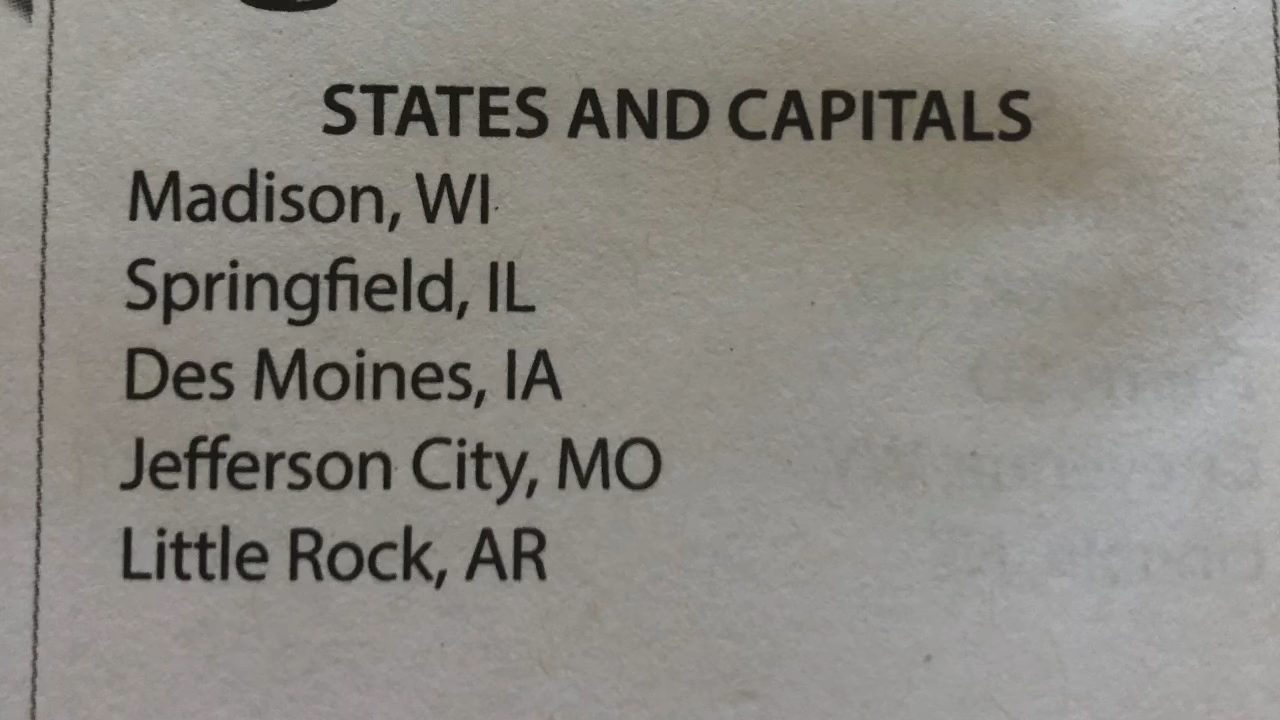 STATES AND CAPITALS
Madison, WI
Springfield, IL
Des Moines, IA
Jefferson City, MO
Little Rock, AR